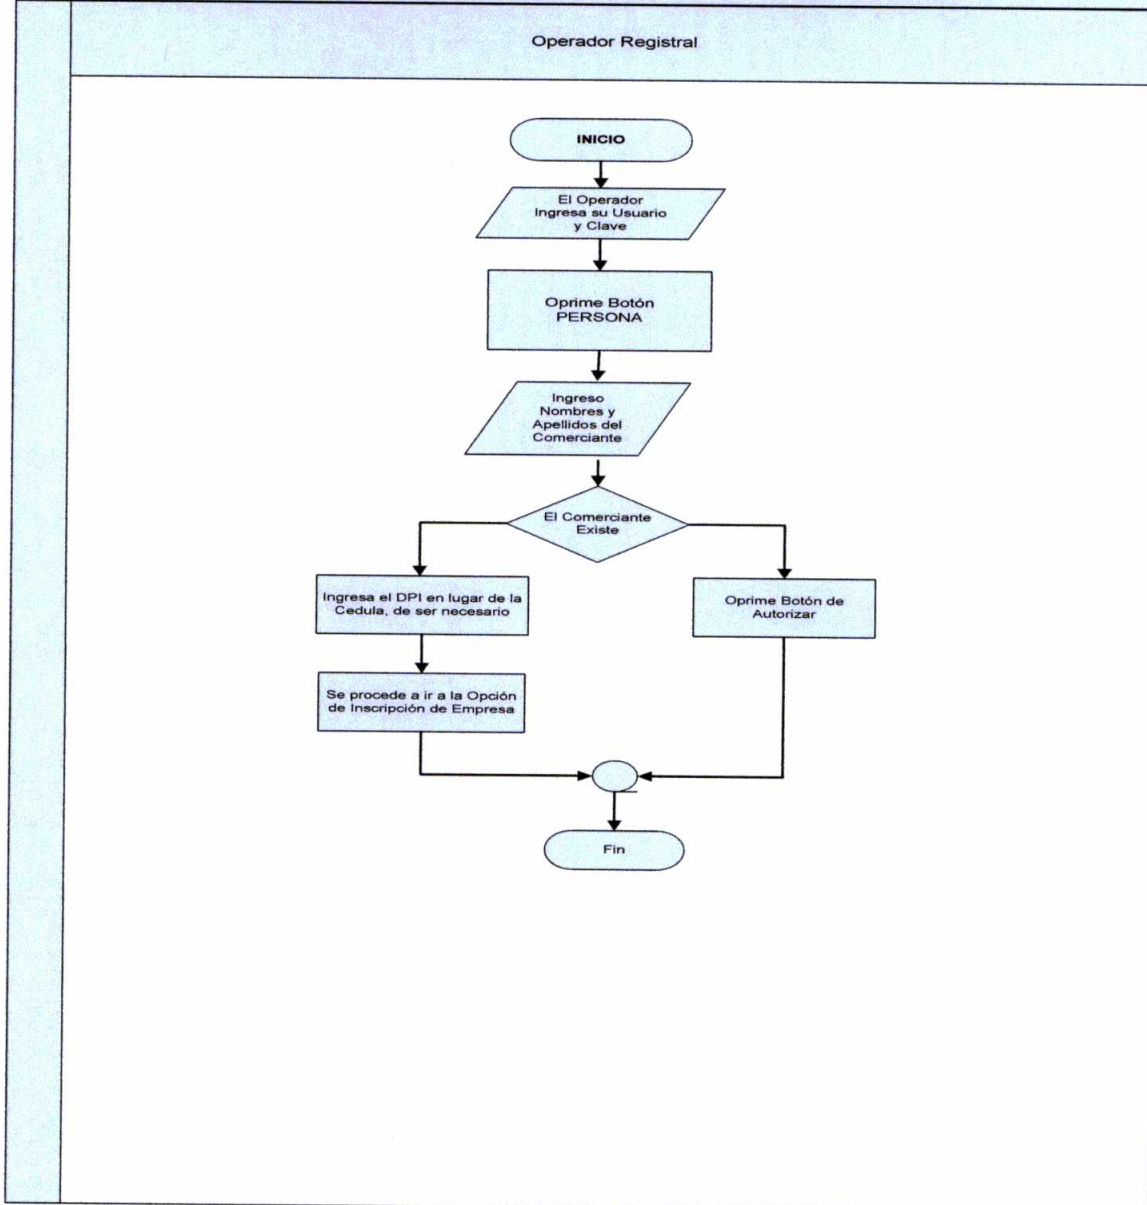 Operador Registral
INICIO
El Operador
Ingresa su Usuario
y Clave
Oprime Botón
PERSONA
Ingreso
Nombres y
Apellidos del
Comerciante
El Comerciante
Existe
Ingresa el DPI en lugar de la
Cedula, de ser necesario
Oprime Botón de
Autorizar
Se procede a ir a la Opción
de Inscripción de Empresa
Fin